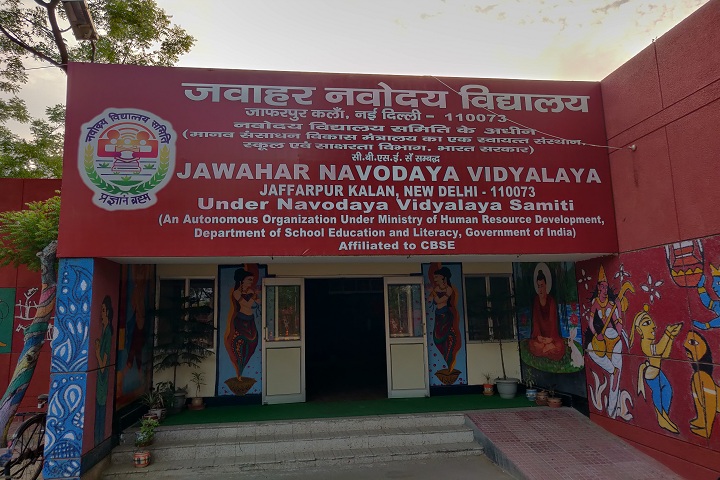 जवाहर नवोदय विद्यालय
जाफरपुर कलाँ, नई दिल्ली - 110073
नवोदय विद्यालय समिति के अधीन
(मानव संसाधन विकास मंत्रालय का एक स्वायत्त संस्थान,
स्कूल एवं साक्षरता विभाग, भारत सरकार)
सी.बी.एस.ई. सें सम्बद्ध
नवोदय विद्यालय समिति
प्रज्ञानं ब्रह्म
JAWAHAR NAVODAYA VIDYALAYA
JAFFARPUR KALAN, NEW DELHI - 110073
Under Navodaya Vidyalaya Samiti
(An Autonomous Organization Under Ministry of Human Resource Development,
Department of School Education and Literacy, Government of India)
Affiliated to CBSE